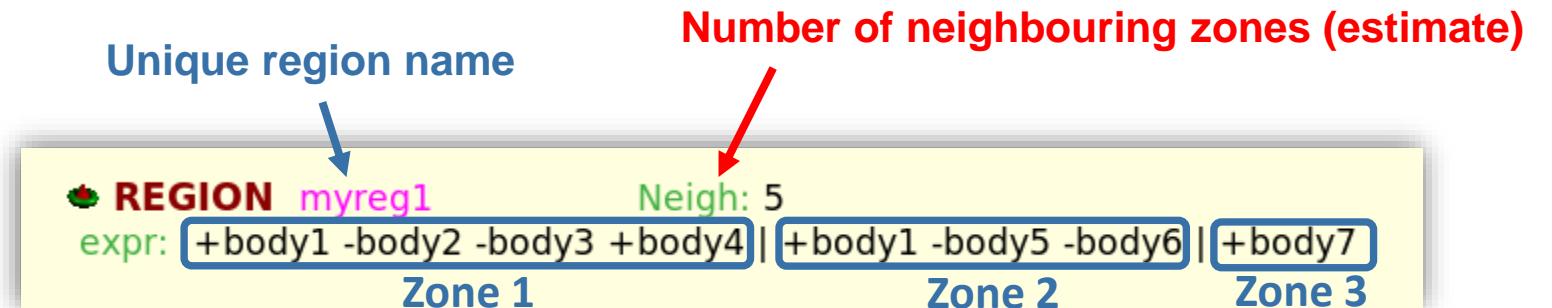 Number of neighbouring zones (estimate)
Unique region name
REGION myreg1 Neigh: 5
expr: +body1 -body2 -body3 +body4 | +body1 -body5 -body6 | +body7
Zone 1 Zone 2 Zone 3